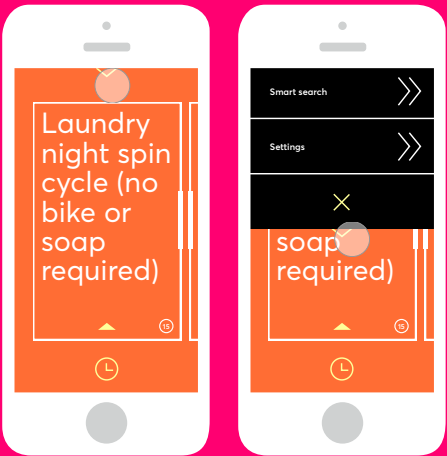 Laundry
night spin
cycle (no
bike or
soap
required)
15
Smart search
Settings
soap
required)
15